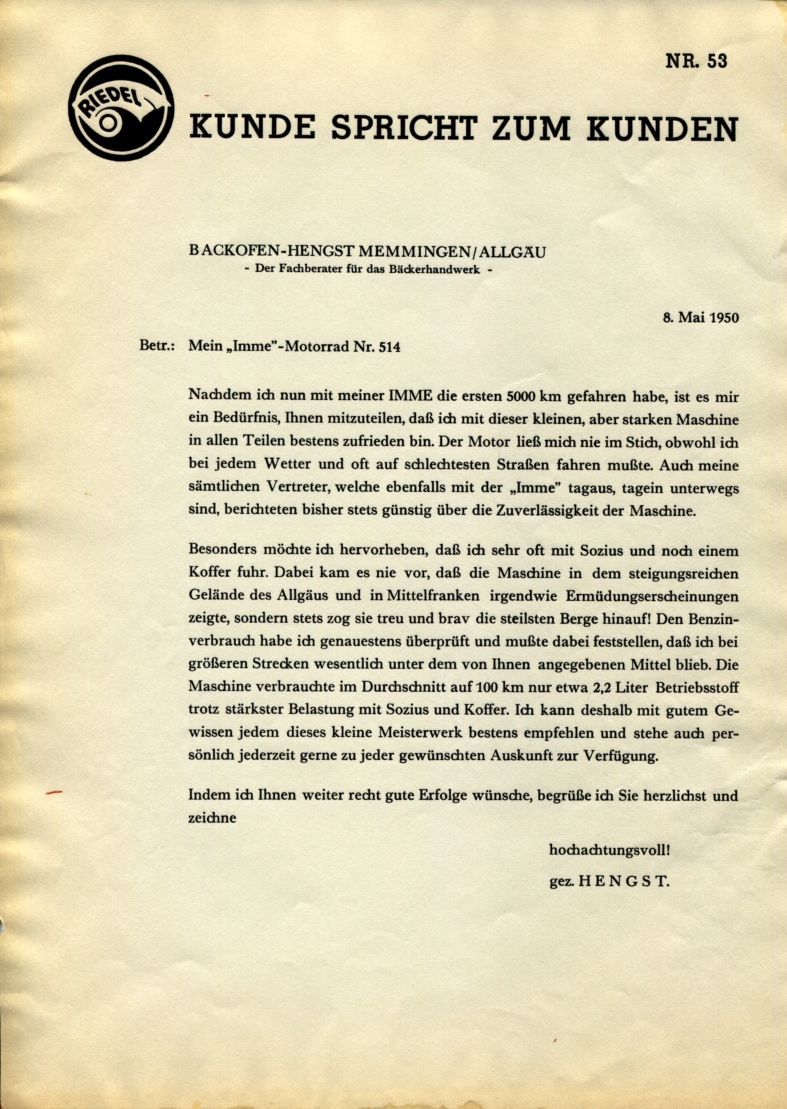 NR. 53
RIEDEL
KUNDE SPRICHT ZUM KUNDEN
BACKOFEN-HENGST MEMMINGEN/ALLGÄU
- Der Fachberater für das Bäckerhandwerk -
8. Mai 1950
Betr.: Mein „Imme”-Motorrad Nr. 514
Nachdem ich nun mit meiner IMME die ersten 5000 km gefahren habe, ist es mir
ein Bedürfnis, Ihnen mitzuteilen, daß ich mit dieser kleinen, aber starken Maschine
in allen Teilen bestens zufrieden bin. Der Motor ließ mich nie im Stich, obwohl ich
bei jedem Wetter und oft auf schlechtesten Straßen fahren mußte. Auch meine
sämtlichen Vertreter, welche ebenfalls mit der „Imme” tagaus, tagein unterwegs
sind, berichteten bisher stets günstig über die Zuverlässigkeit der Maschine.
Besonders möchte ich hervorheben, daß ich sehr oft mit Sozius und noch einem
Koffer fuhr. Dabei kam es nie vor, daß die Maschine in dem steigungsreichen
Gelände des Allgäus und in Mittelfranken irgendwie Ermüdungserscheinungen
zeigte, sondern stets zog sie treu und brav die steilsten Berge hinauf! Den Benzin-
verbrauch habe ich genauestens überprüft und mußte dabei feststellen, daß ich bei
größeren Strecken wesentlich unter dem von Ihnen angegebenen Mittel blieb. Die
Maschine verbrauchte im Durchschnitt auf 100 km nur etwa 2,2 Liter Betriebsstoff
trotz stärkster Belastung mit Sozius und Koffer. Ich kann deshalb mit gutem Ge-
wissen jedem dieses kleine Meisterwerk bestens empfehlen und stehe auch per-
sönlich jederzeit gerne zu jeder gewünschten Auskunft zur Verfügung.
Indem ich Ihnen weiter recht gute Erfolge wünsche, begrüße ich Sie herzlichst und
zeichne
hochachtungsvoll!
gez. HENGST.